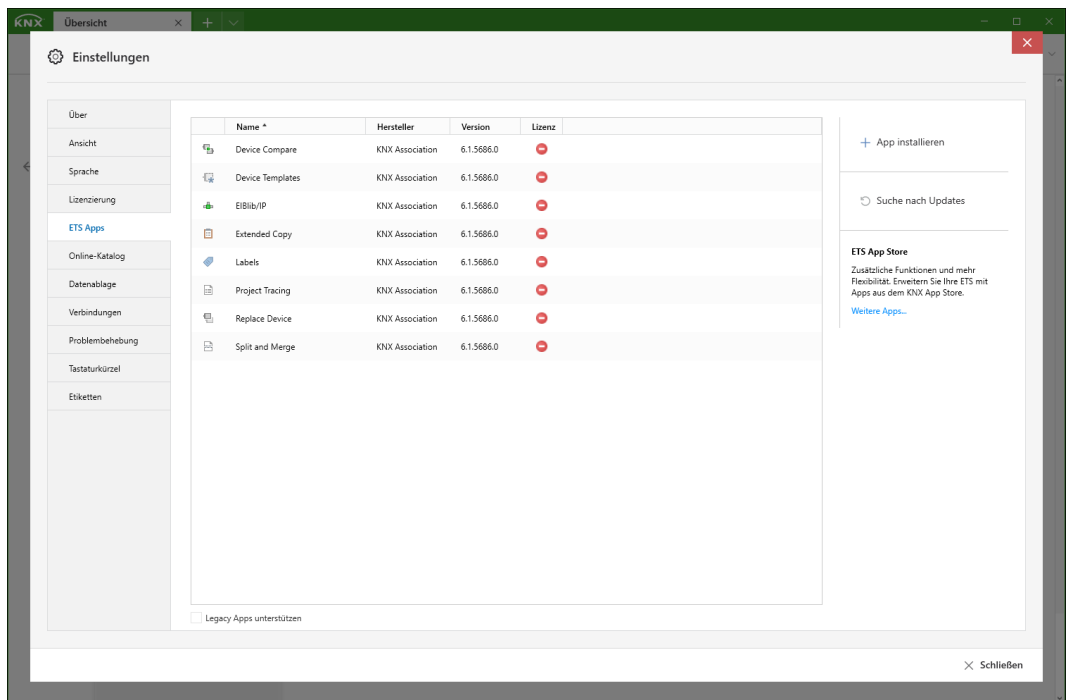 KNX Übersicht
Einstellungen
Über
Ansicht
Sprache
Lizenzierung
ETS Apps
Online-Katalog
Datenablage
Verbindungen
Problembehebung
Tastaturkürzel
Etiketten
Name Hersteller Version Lizenz
Device Compare KNX Association 6.1.5686.0
Device Templates KNX Association 6.1.5686.0
EIBlib/IP KNX Association 6.1.5686.0
Extended Copy KNX Association 6.1.5686.0
Labels KNX Association 6.1.5686.0
Project Tracing KNX Association 6.1.5686.0
Replace Device KNX Association 6.1.5686.0
Split and Merge KNX Association 6.1.5686.0
Legacy Apps unterstützen
App installieren
Suche nach Updates
ETS App Store
Zusätzliche Funktionen und mehr
Flexibilität. Erweitern Sie Ihre ETS mit
Apps aus dem KNX App Store.
Weitere Apps...
Schließen